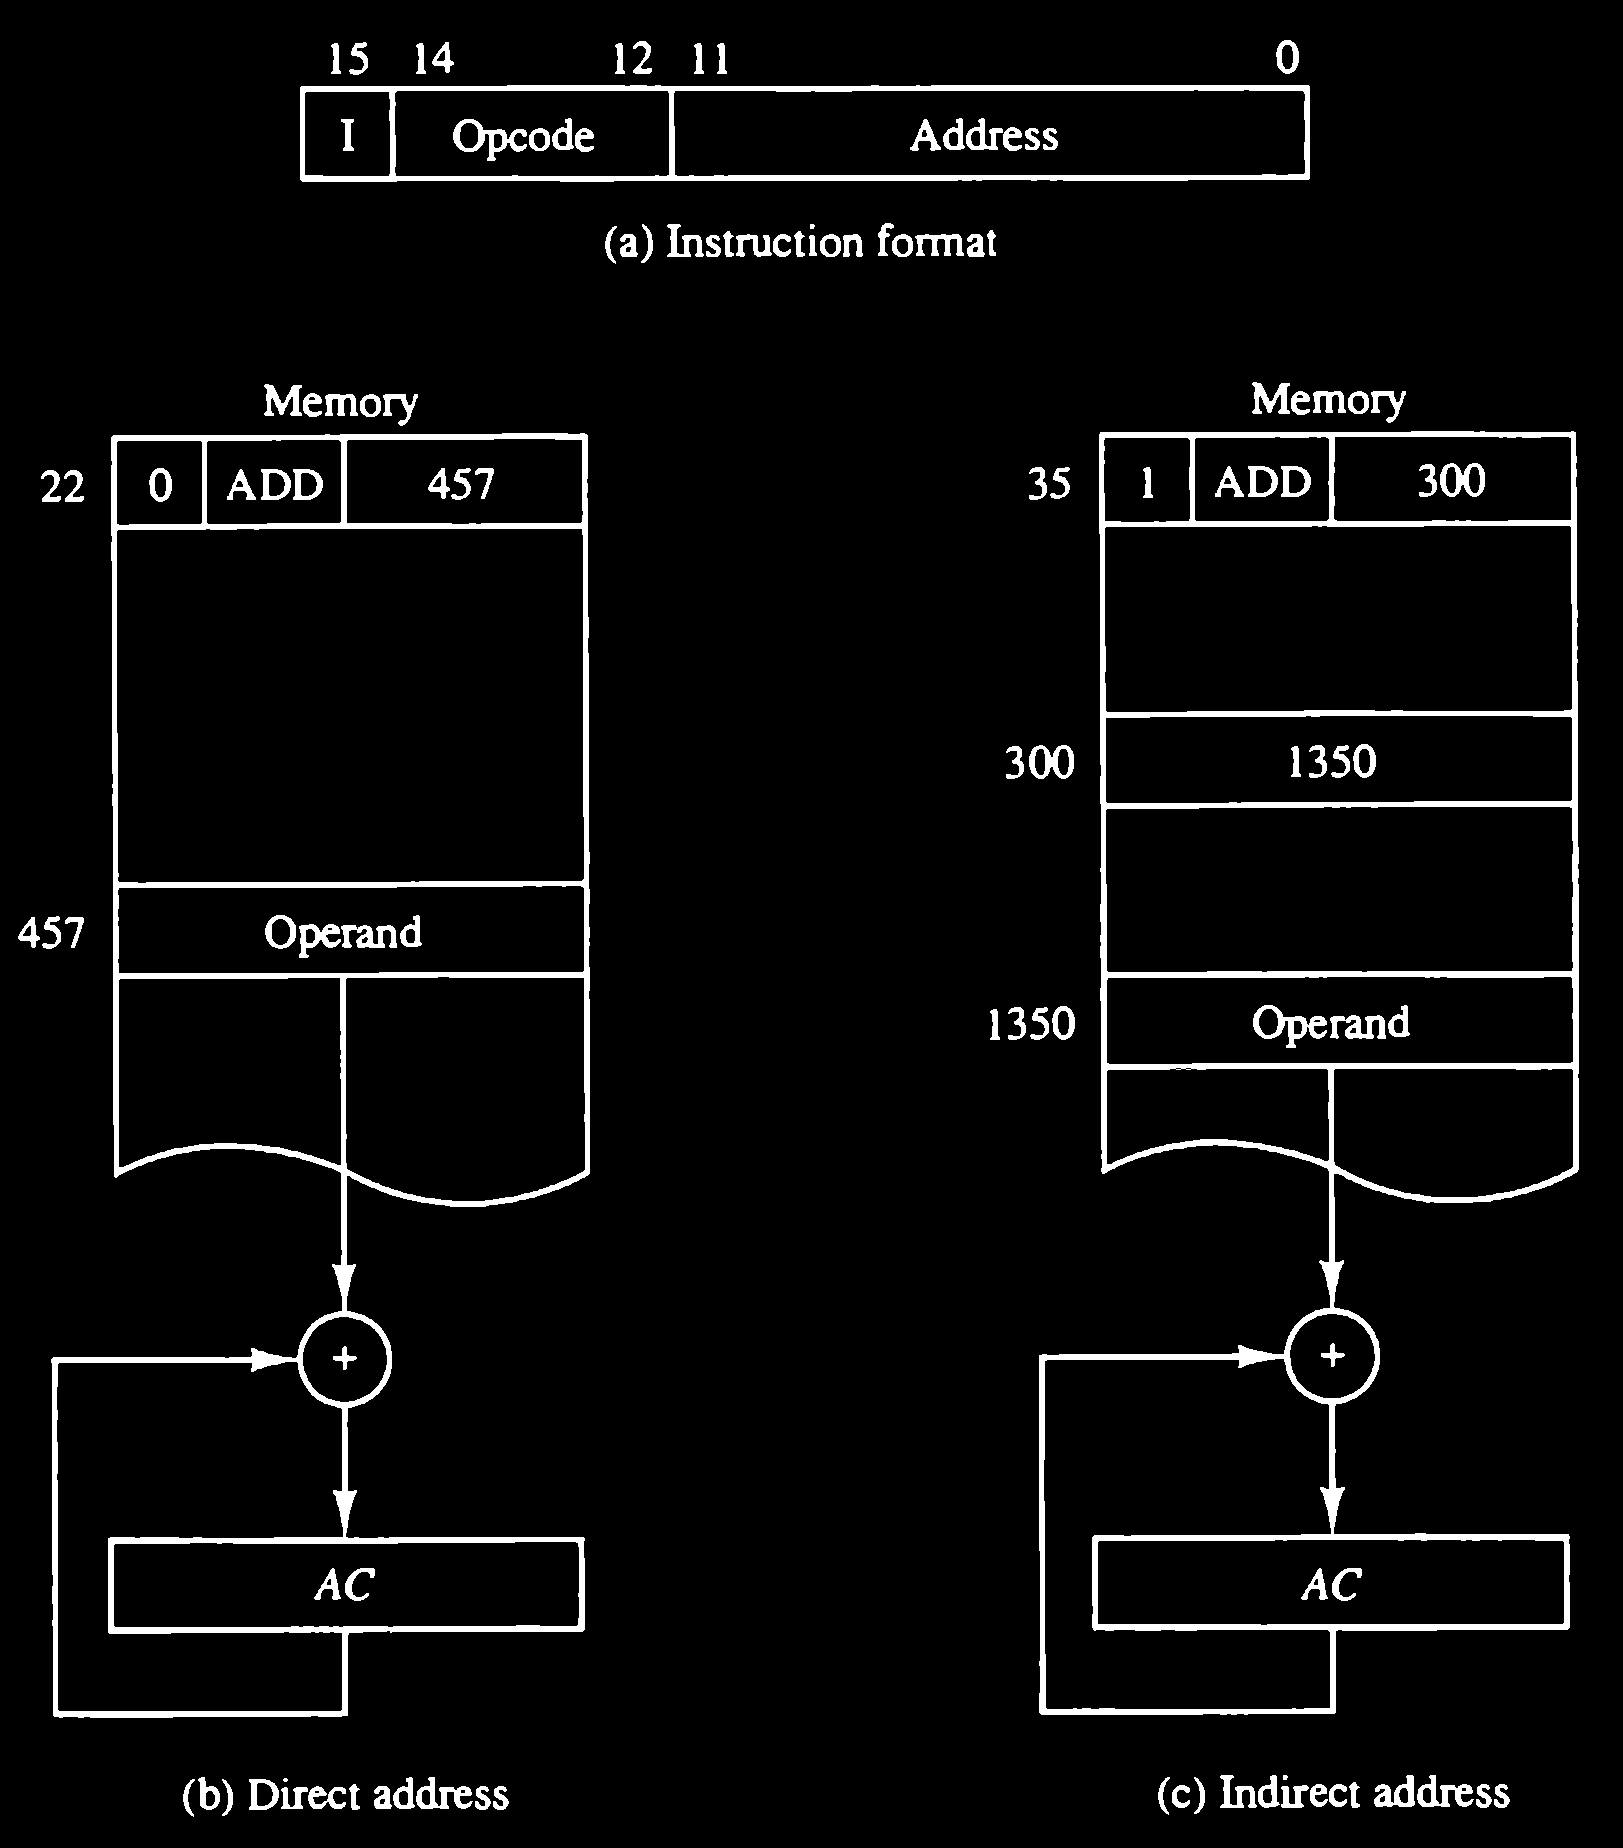 15 14 12 11 0
I Opcode Address
(a) Instruction format
Memory
22 0 ADD 457
457 Operand
+
AC
(b) Direct address
Memory
35 1 ADD 300
300 1350
1350 Operand
+
AC
(c) Indirect address